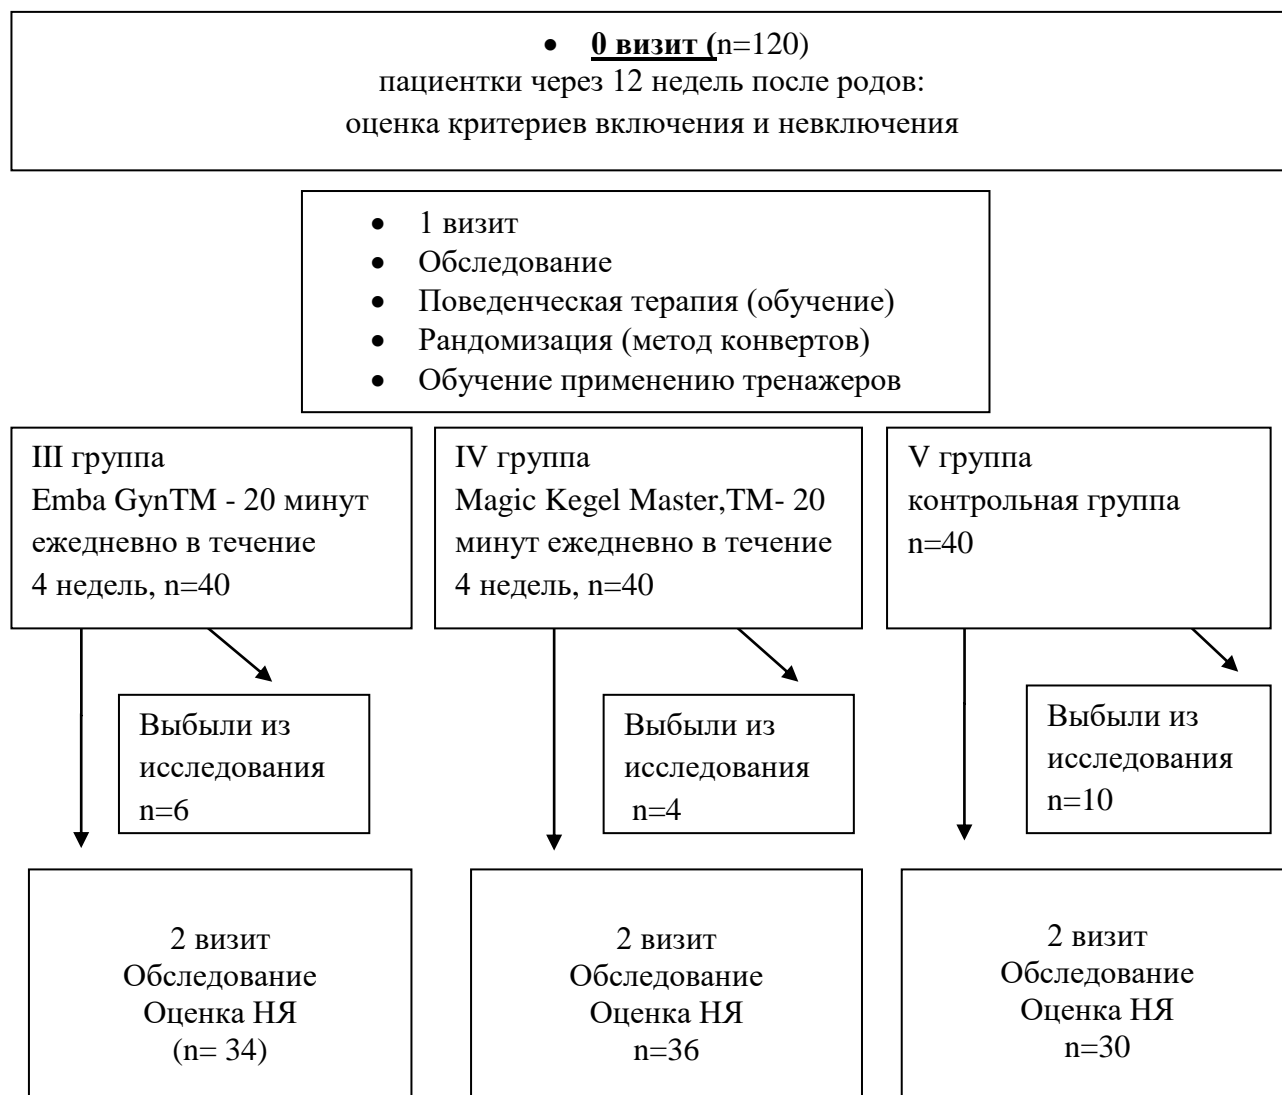 • 0 визит (n=120)
пациентки через 12 недель после родов:
оценка критериев включения и невключения
• 1 визит
• Обследование
• Поведенческая терапия (обучение)
• Рандомизация (метод конвертов)
• Обучение применению тренажеров
III группа
Emba GynTM - 20 минут
ежедневно в течение
4 недель, n=40
IV группа
Magic Kegel Master,TM- 20
минут ежедневно в течение
4 недель, n=40
V группа
контрольная группа
n=40
Выбыли из
исследования
n=6
Выбыли из
исследования
n=4
Выбыли из
исследования
n=10
2 визит
Обследование
Оценка НЯ
(n= 34)
2 визит
Обследование
Оценка НЯ
n=36
2 визит
Обследование
Оценка НЯ
n=30